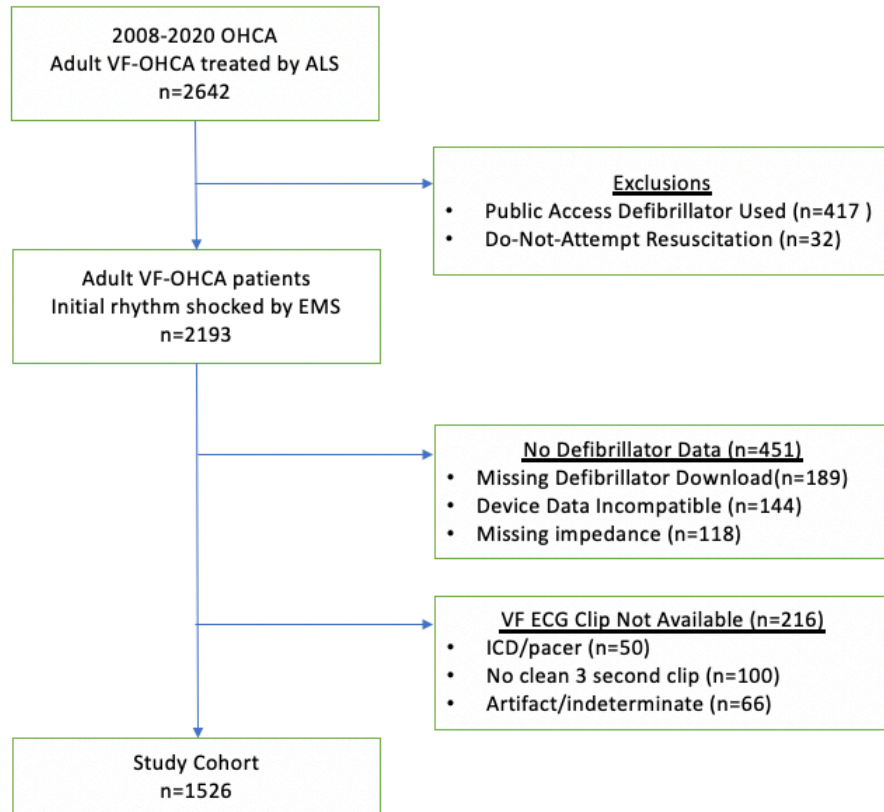 2008-2020 OHCA
Adult VF-OHCA treated by ALS
n=2642
Exclusions
• Public Access Defibrillator Used (n=417 )
• Do-Not-Attempt Resuscitation (n=32)
Adult VF-OHCA patients
Initial rhythm shocked by EMS
n=2193
No Defibrillator Data (n=451)
• Missing Defibrillator Download(n=189)
• Device Data Incompatible (n=144)
• Missing impedance (n=118)
VF ECG Clip Not Available (n=216)
• ICD/pacer (n=50)
• No clean 3 second clip (n=100)
• Artifact/indeterminate (n=66)
Study Cohort
n=1526